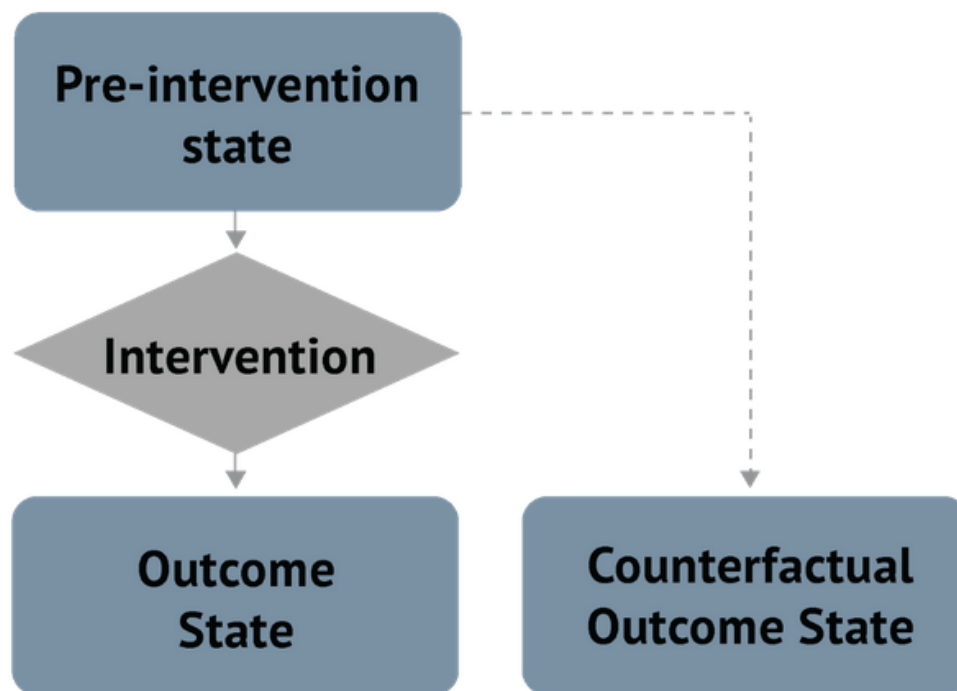 Pre-intervention
state
Intervention
Outcome
State
Counterfactual
Outcome State